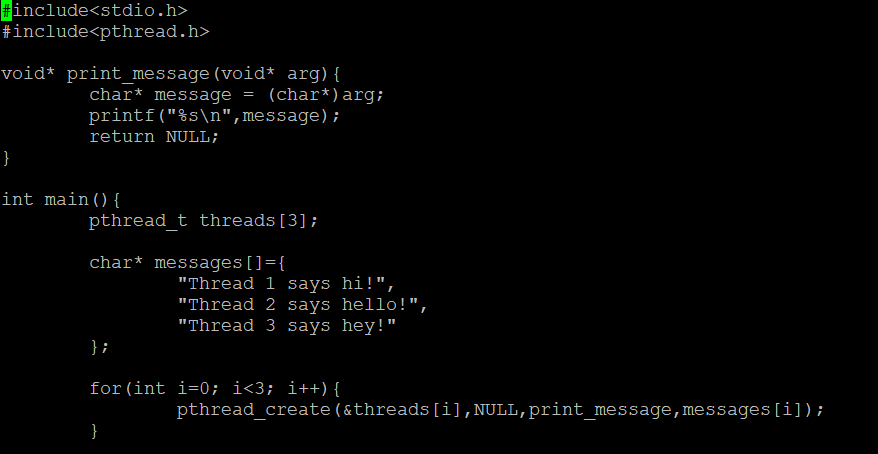 #include<stdio.h>
#include<pthread.h>

void* print_message(void* arg){
        char* message = (char*)arg;
        printf("%s\n",message);
        return NULL;
}

int main(){
        pthread_t threads[3];

        char* messages[]={
                "Thread 1 says hi!",
                "Thread 2 says hello!",
                "Thread 3 says hey!"
        };

        for(int i=0; i<3; i++){
                pthread_create(&threads[i],NULL,print_message,messages[i]);
        }